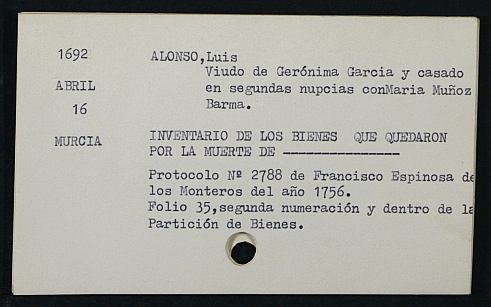 1692
ABRIL
16
MURCIA
ALONSO,Luis
Viudo de Gerónima Garcia y casado
en segundas nupcias conMaria Muñoz
Barma.
INVENTARIO DE LOS BIENES QUE QUEDARON
POR LA MUERTE DE ----------------
Protocolo Nº 2788 de Francisco Espinosa de
los Monteros del año 1756.
Folio 35,segunda numeración y dentro de la
Partición de Bienes.